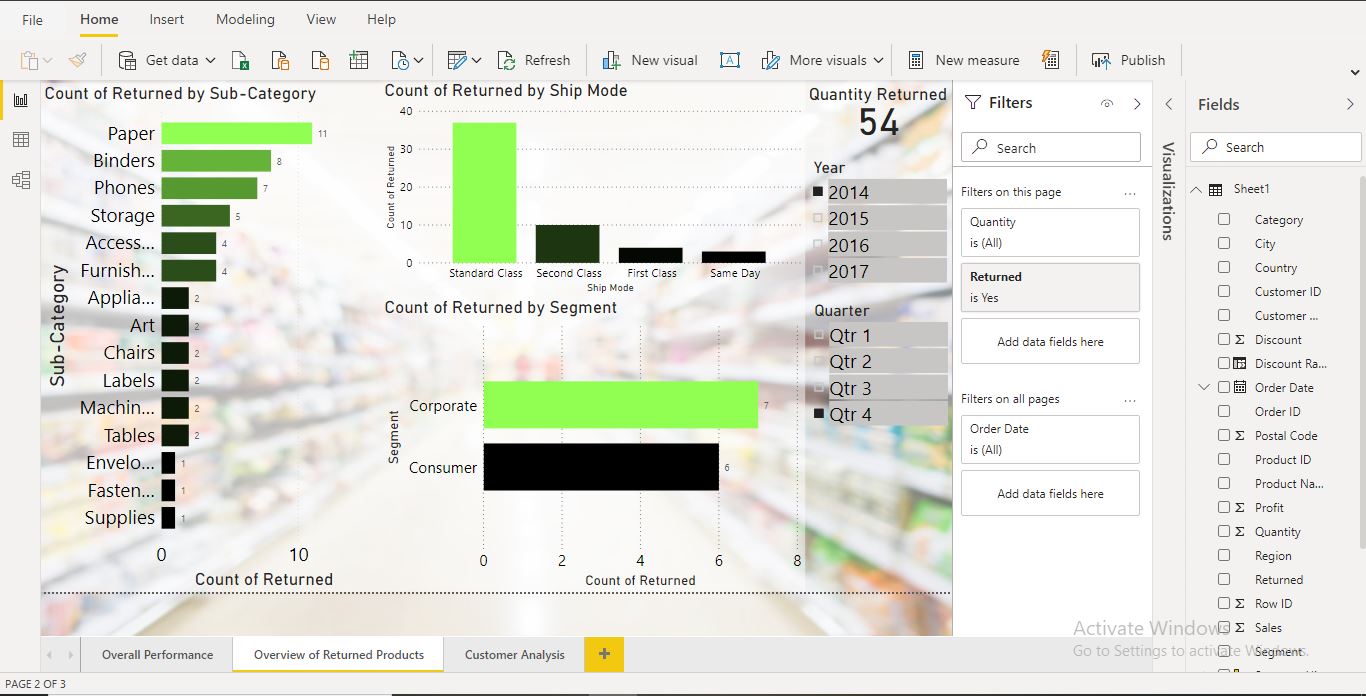 File Home Insert Modeling View Help
Get data Refresh New visual A More visuals New measure Publish
Count of Returned by Sub-Category
Sub-Category
Paper 11
Binders 8
Phones 7
Storage 5
Access... 4
Furnish... 4
Applia... 2
Art 2
Chairs 2
Labels 2
Machin... 2
Tables 2
Envelo... 1
Fasten... 1
Supplies 1
0 10
Count of Returned
Count of Returned by Ship Mode
Count of Returned
40
30
20
10
0
Standard Class Second Class First Class Same Day
Ship Mode
Count of Returned by Segment
Segment
Corporate 7
Consumer 6
0 2 4 6 8
Count of Returned
Quantity Returned
54
Year
2014
2015
2016
2017
Quarter
Qtr 1
Qtr 2
Qtr 3
Qtr 4
Filters
Search
Filters on this page ...
Quantity
is (All)
Returned
is Yes
Add data fields here
Filters on all pages ...
Order Date
is (All)
Add data fields here
Visualizations
Fields
Search
Sheet1
Category
City
Country
Customer ID
Customer ...
Σ Discount
Discount Ra...
Order Date
Order ID
Σ Postal Code
Product ID
Product Na...
Σ Profit
Σ Quantity
Region
Returned
Σ Row ID
Σ Sales
Segment
Activate Windows
Go to Settings to activate Windows.
Overall Performance Overview of Returned Products Customer Analysis +
PAGE 2 OF 3